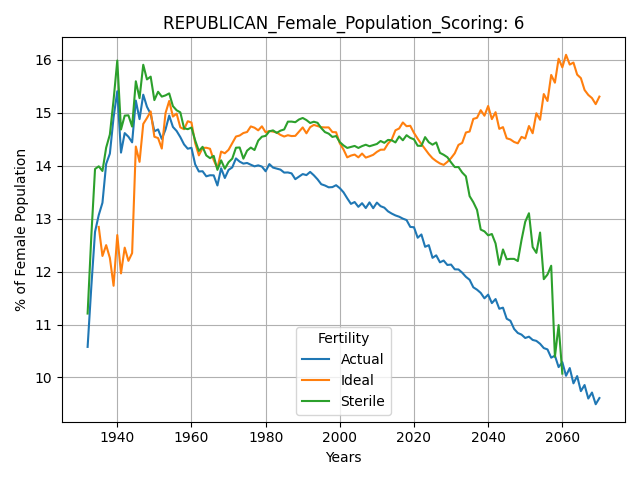 REPUBLICAN_Female_Population_Scoring: 6
% of Female Population
16
15
14
13
12
11
10
Fertility
Actual
Ideal
Sterile
1940 1960 1980 2000 2020 2040 2060
Years